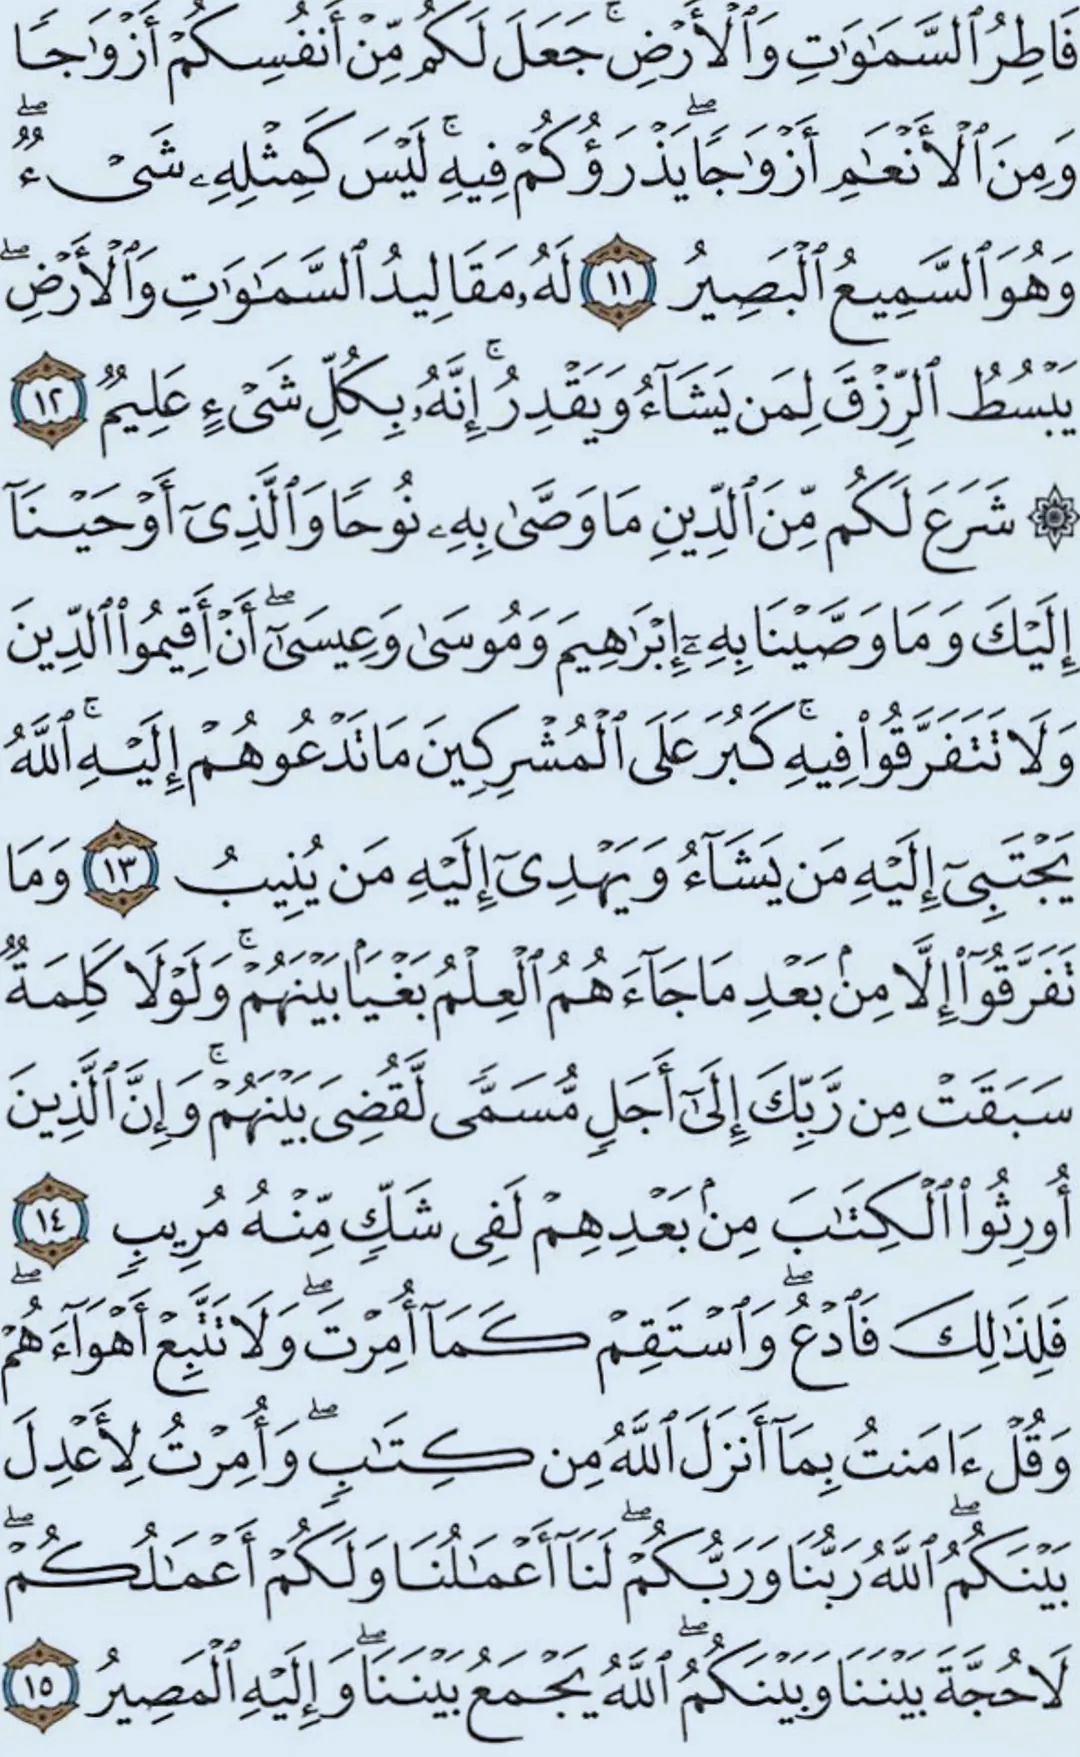 فَاطِرُ ٱلسَّمَٰوَٰتِ وَٱلْأَرْضِ ۚ جَعَلَ لَكُم مِّنْ أَنفُسِكُمْ أَزْوَٰجًا
وَمِنَ ٱلْأَنْعَٰمِ أَزْوَٰجًا ۖ يَذْرَؤُكُمْ فِيهِ ۚ لَيْسَ كَمِثْلِهِۦ شَىْءٌ ۖ
وَهُوَ ٱلسَّمِيعُ ٱلْبَصِيرُ ١١ لَهُۥ مَقَالِيدُ ٱلسَّمَٰوَٰتِ وَٱلْأَرْضِ ۖ
يَبْسُطُ ٱلرِّزْقَ لِمَن يَشَآءُ وَيَقْدِرُ ۚ إِنَّهُۥ بِكُلِّ شَىْءٍ عَلِيمٌ ١٢
۞ شَرَعَ لَكُم مِّنَ ٱلدِّينِ مَا وَصَّىٰ بِهِۦ نُوحًا وَٱلَّذِىٓ أَوْحَيْنَآ
إِلَيْكَ وَمَا وَصَّيْنَا بِهِۦٓ إِبْرَٰهِيمَ وَمُوسَىٰ وَعِيسَىٰٓ ۖ أَنْ أَقِيمُوا۟ ٱلدِّينَ
وَلَا تَتَفَرَّقُوا۟ فِيهِ ۚ كَبُرَ عَلَى ٱلْمُشْرِكِينَ مَا تَدْعُوهُمْ إِلَيْهِ ۚ ٱللَّهُ
يَجْتَبِىٓ إِلَيْهِ مَن يَشَآءُ وَيَهْدِىٓ إِلَيْهِ مَن يُنِيبُ ١٣ وَمَا
تَفَرَّقُوٓا۟ إِلَّا مِنۢ بَعْدِ مَا جَآءَهُمُ ٱلْعِلْمُ بَغْيًۢا بَيْنَهُمْ ۚ وَلَوْلَا كَلِمَةٌ
سَبَقَتْ مِن رَّبِّكَ إِلَىٰٓ أَجَلٍ مُّسَمًّى لَّقُضِىَ بَيْنَهُمْ ۚ وَإِنَّ ٱلَّذِينَ
أُورِثُوا۟ ٱلْكِتَٰبَ مِنۢ بَعْدِهِمْ لَفِى شَكٍّ مِّنْهُ مُرِيبٍ ١٤
فَلِذَٰلِكَ فَٱدْعُ ۖ وَٱسْتَقِمْ كَمَآ أُمِرْتَ ۖ وَلَا تَتَّبِعْ أَهْوَآءَهُمْ ۖ
وَقُلْ ءَامَنتُ بِمَآ أَنزَلَ ٱللَّهُ مِن كِتَٰبٍ ۖ وَأُمِرْتُ لِأَعْدِلَ
بَيْنَكُمُ ۖ ٱللَّهُ رَبُّنَا وَرَبُّكُمْ ۖ لَنَآ أَعْمَٰلُنَا وَلَكُمْ أَعْمَٰلُكُمْ ۖ
لَا حُجَّةَ بَيْنَنَا وَبَيْنَكُمُ ۖ ٱللَّهُ يَجْمَعُ بَيْنَنَا ۖ وَإِلَيْهِ ٱلْمَصِيرُ ١٥